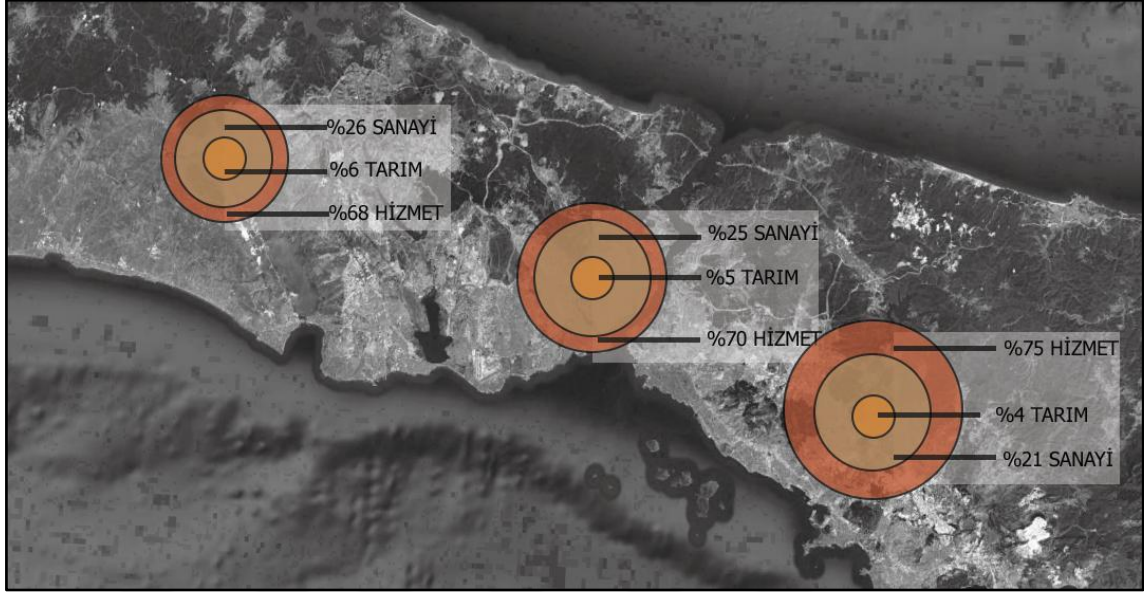 %26 SANAYİ
%6 TARIM
%68 HİZMET
%25 SANAYİ
%5 TARIM
%70 HİZMET
%75 HİZMET
%4 TARIM
%21 SANAYİ